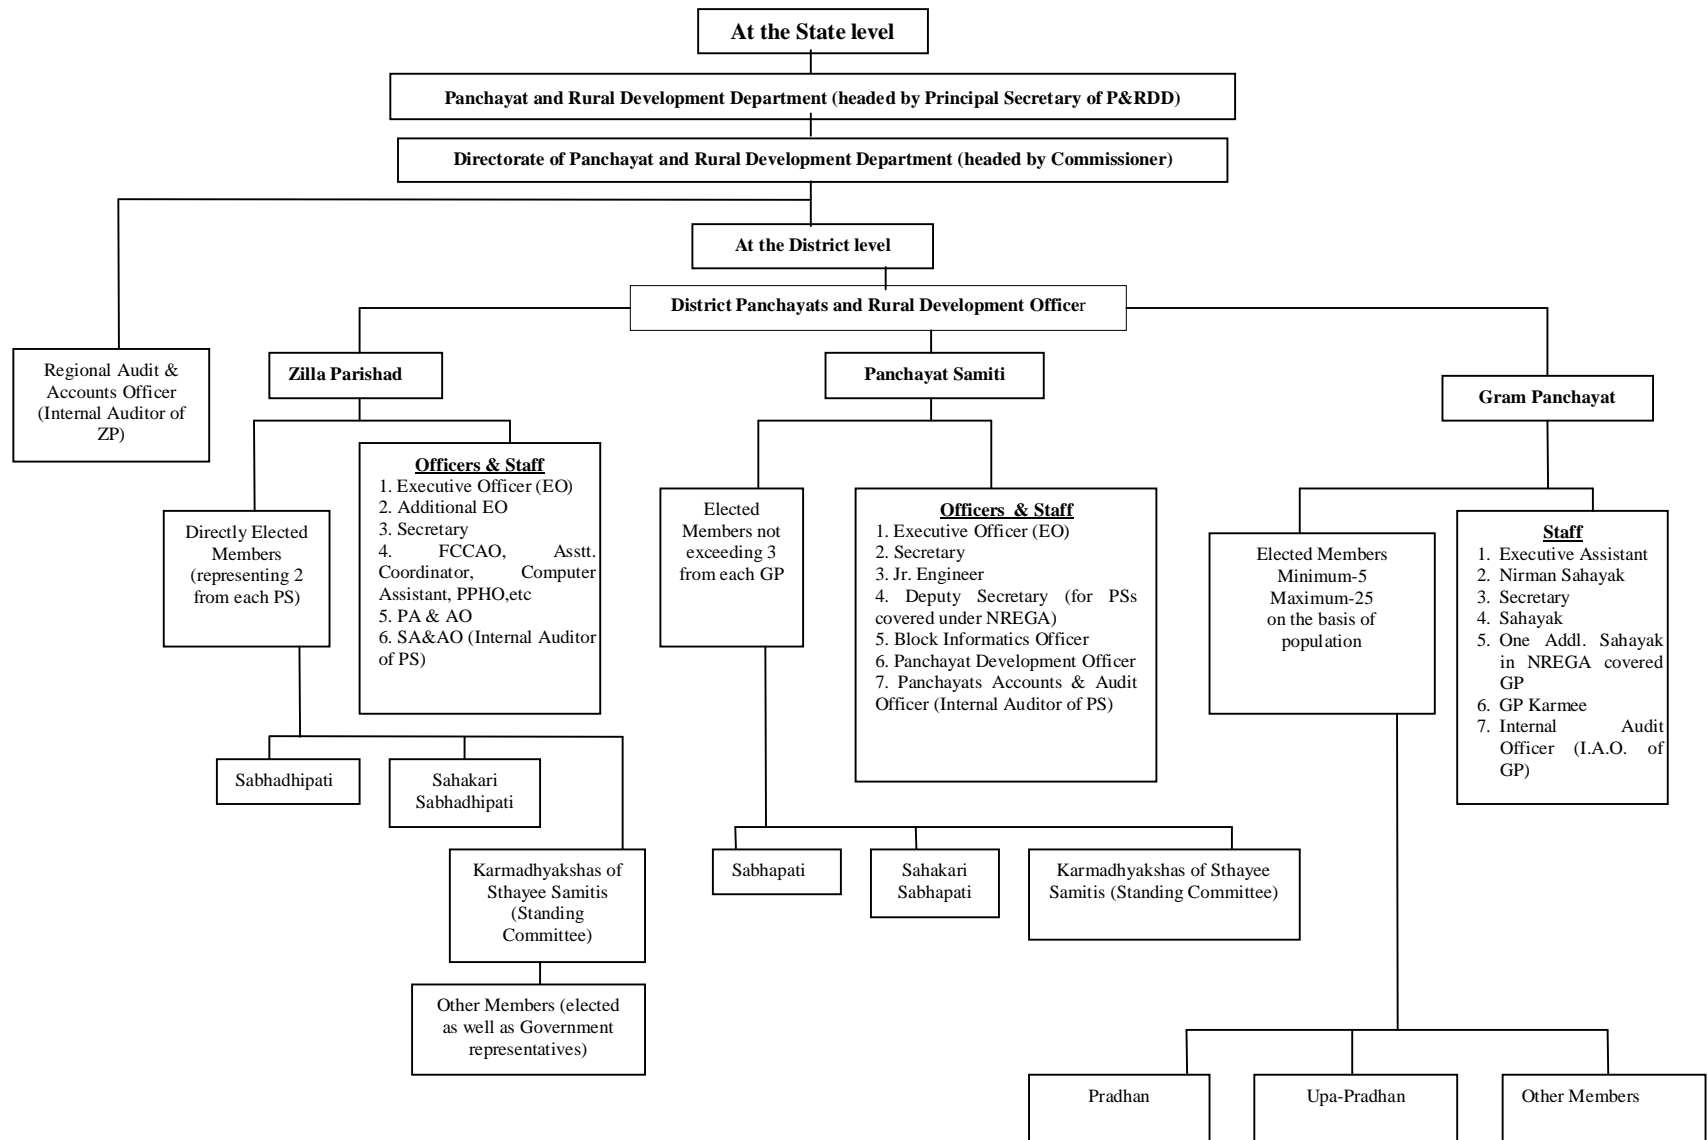 At the State level
Panchayat and Rural Development Department (headed by Principal Secretary of P&RDD)
Directorate of Panchayat and Rural Development Department (headed by Commissioner)
At the District level
District Panchayats and Rural Development Officer
Regional Audit &
Accounts Officer
(Internal Auditor of
ZP)
Zilla Parishad
Directly Elected
Members
(representing 2
from each PS)
Officers & Staff
1. Executive Officer (EO)
2. Additional EO
3. Secretary
4. FCCAO, Asstt.
Coordinator, Computer
Assistant, PPHO,etc
5. PA & AO
6. SA&AO (Internal Auditor
of PS)
Sabhadhipati
Sahakari
Sabhadhipati
Karmadhyakshas of
Sthayee Samitis
(Standing
Committee)
Other Members (elected
as well as Government
representatives)
Panchayat Samiti
Elected
Members not
exceeding 3
from each GP
Officers & Staff
1. Executive Officer (EO)
2. Secretary
3. Jr. Engineer
4. Deputy Secretary (for PSs
covered under NREGA)
5. Block Informatics Officer
6. Panchayat Development Officer
7. Panchayats Accounts & Audit
Officer (Internal Auditor of PS)
Sabhapati
Sahakari
Sabhapati
Karmadhyakshas of Sthayee
Samitis (Standing Committee)
Gram Panchayat
Elected Members
Minimum-5
Maximum-25
on the basis of
population
Staff
1. Executive Assistant
2. Nirman Sahayak
3. Secretary
4. Sahayak
5. One Addl. Sahayak
in NREGA covered
GP
6. GP Karmee
7. Internal Audit
Officer (I.A.O. of
GP)
Pradhan
Upa-Pradhan
Other Members